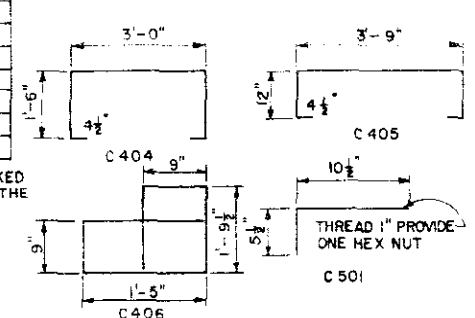 3'-0"
1'-6"
4½"
C 404
3'-9"
12"
4½"
C 405
KED
THE
9"
9"
1'-9½"
1'-5"
C 406
10½"
5½"
THREAD 1" PROVIDE
ONE HEX NUT
C 501